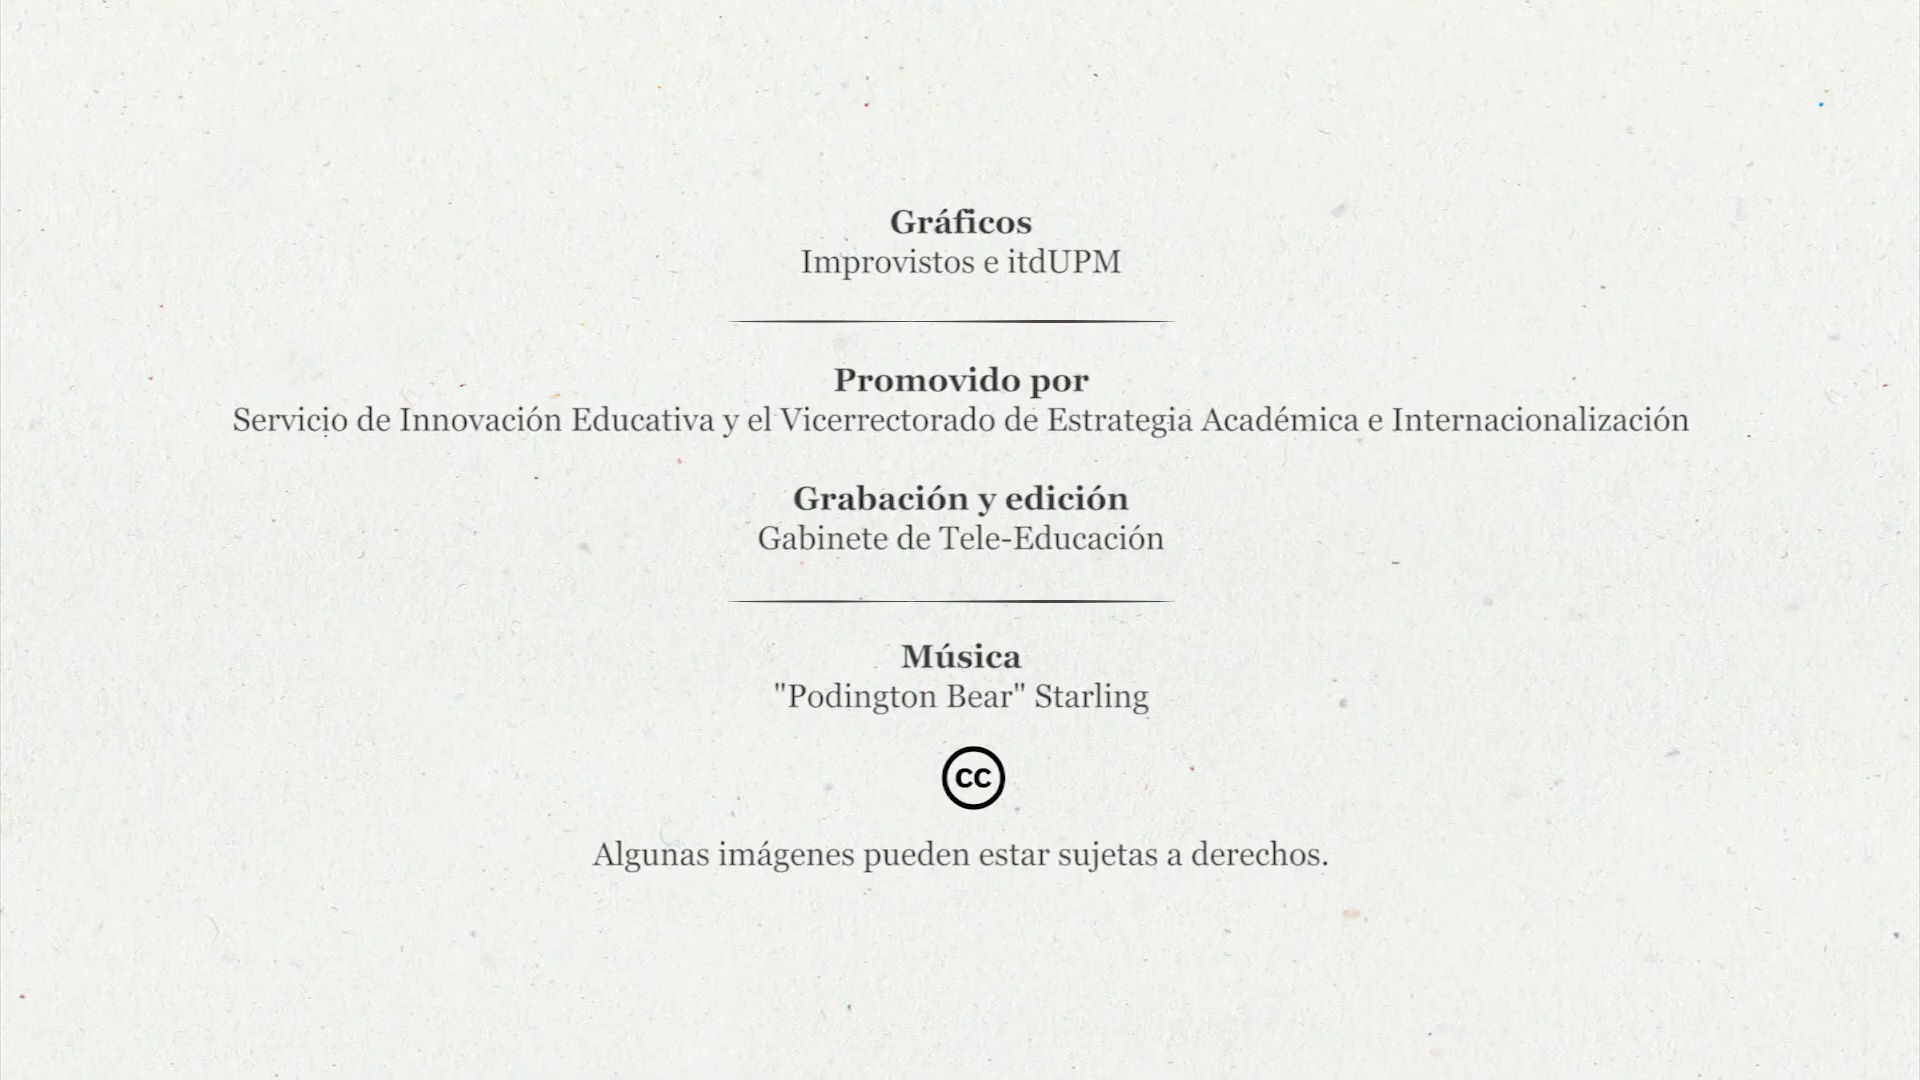 Gráficos
Improvistos e itdUPM
Promovido por
Servicio de Innovación Educativa y el Vicerrectorado de Estrategia Académica e Internacionalización
Grabación y edición
Gabinete de Tele-Educación
Música
"Podington Bear" Starling
cc
Algunas imágenes pueden estar sujetas a derechos.